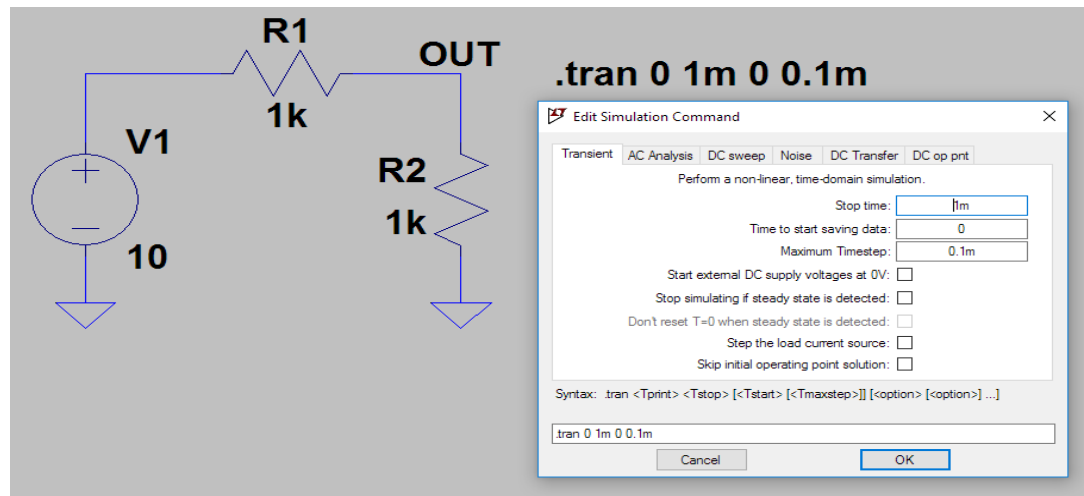 R1
OUT
1k
V1
R2
1k
10
.tran 0 1m 0 0.1m
Edit Simulation Command
Transient AC Analysis DC sweep Noise DC Transfer DC op pnt
Perform a non-linear, time-domain simulation.
Stop time: 1m
Time to start saving data: 0
Maximum Timestep: 0.1m
Start external DC supply voltages at 0V:
Stop simulating if steady state is detected:
Don't reset T=0 when steady state is detected:
Step the load current source:
Skip initial operating point solution:
Syntax: .tran <Tprint> <Tstop> [<Tstart> [<Tmaxstep>]] [<option> [<option>] ...]
.tran 0 1m 0 0.1m
Cancel OK